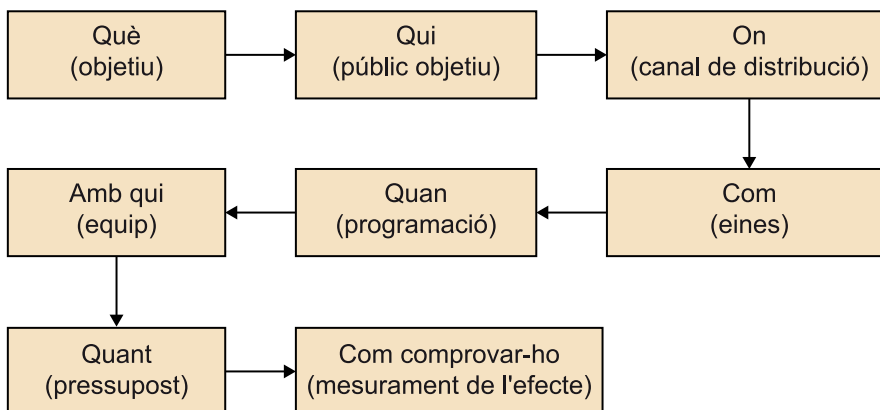 Què
(objetiu)
Qui
(públic objetiu)
On
(canal de distribució)
Com
(eines)
Quan
(programació)
Amb qui
(equip)
Quant
(pressupost)
Com comprovar-ho
(mesurament de l'efecte)